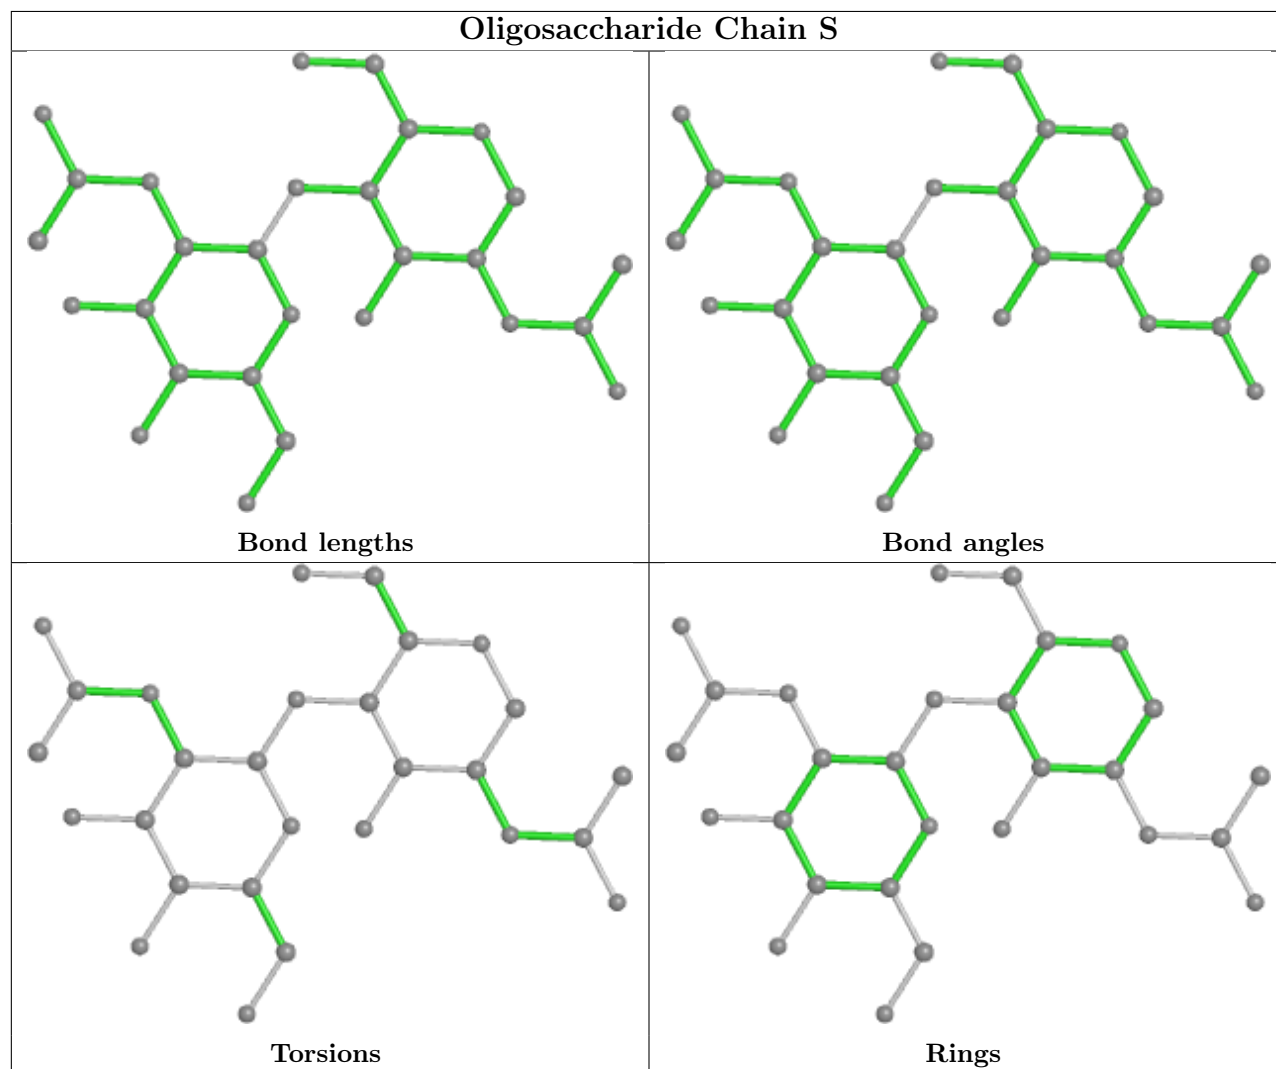 Oligosaccharide Chain S
Bond lengths
Bond angles
Torsions
Rings